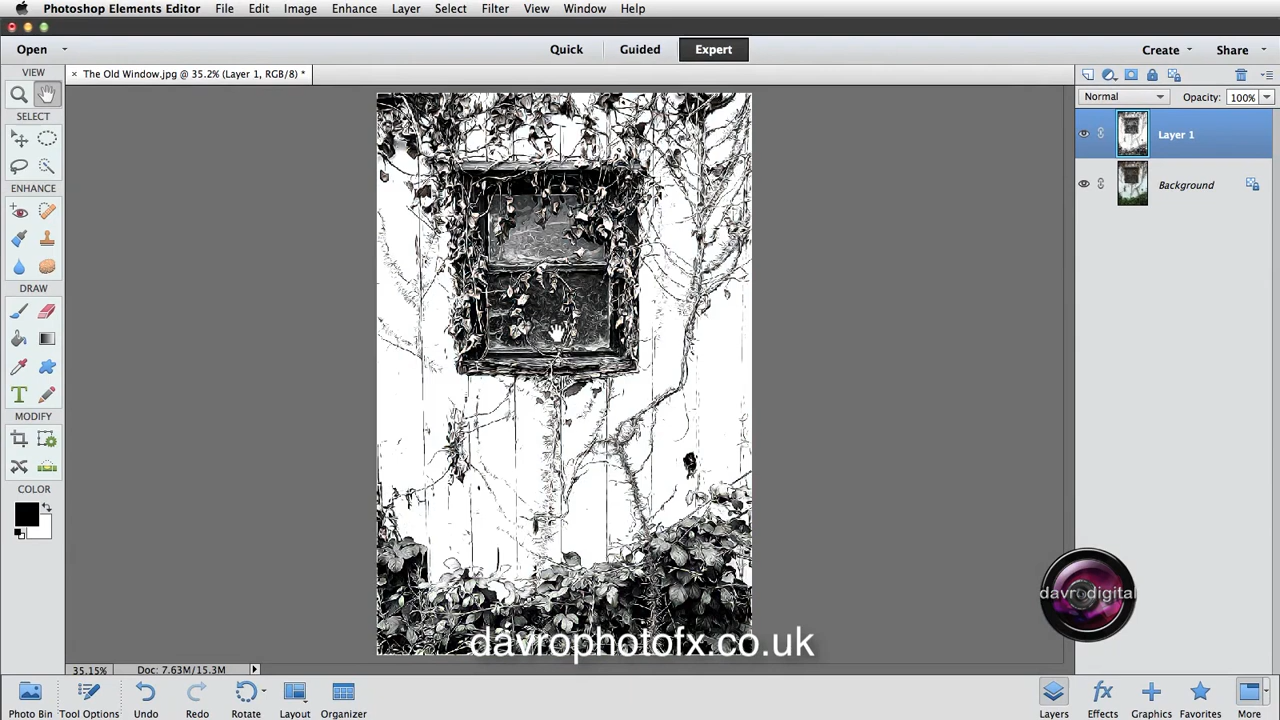 Photoshop Elements Editor File Edit Image Enhance Layer Select Filter View Window Help
Open Quick Guided Expert Create Share
VIEW × The Old Window.jpg @ 35.2% (Layer 1, RGB/8) *
Normal Opacity: 100%
SELECT
Layer 1
Background
ENHANCE
DRAW
T
MODIFY
COLOR
davrodigital
davrophotofx.co.uk
35.15% Doc: 7.63M/15.3M
Photo Bin Tool Options Undo Redo Rotate Layout Organizer Layers Effects Graphics Favorites More